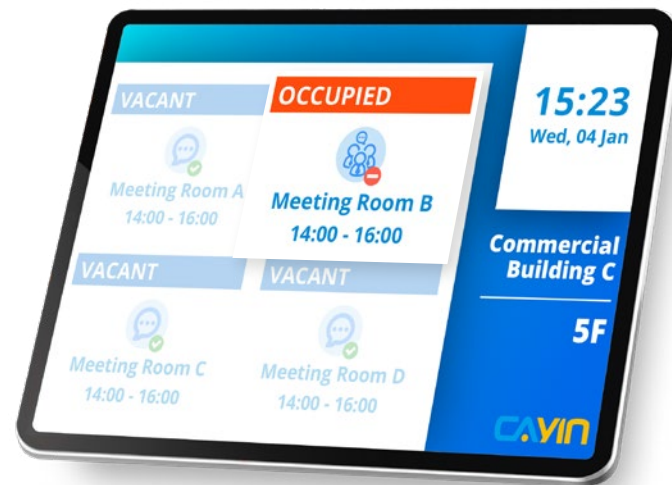 VACANT
Meeting Room A
14:00 - 16:00
OCCUPIED
Meeting Room B
14:00 - 16:00
VACANT
Meeting Room C
14:00 - 16:00
VACANT
Meeting Room D
14:00 - 16:00
15:23
Wed, 04 Jan
Commercial
Building C
5F
CAYIN